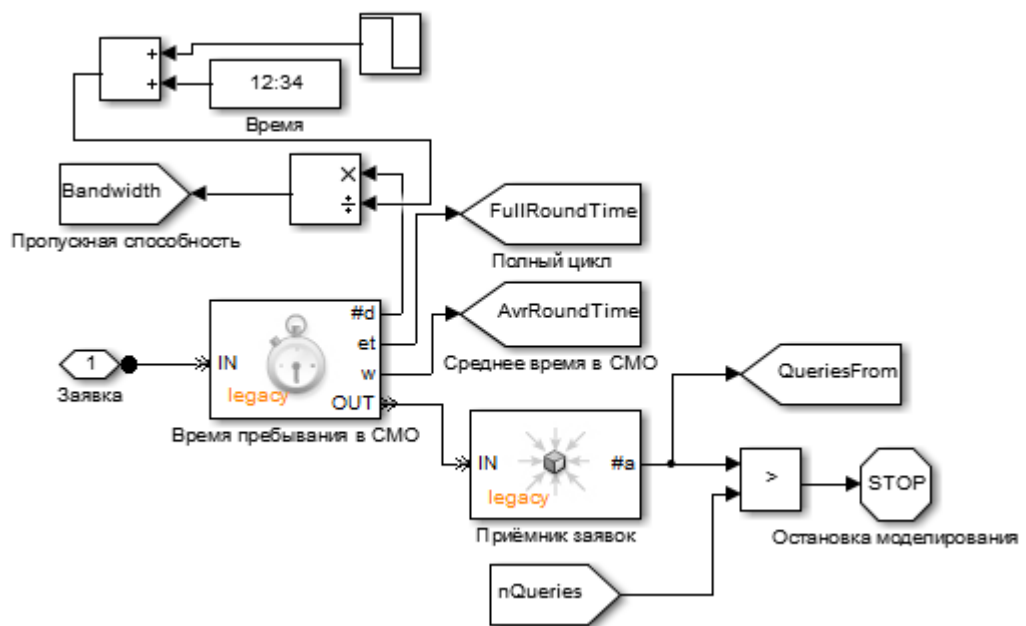 +
+
12:34
Время
Bandwidth
×
÷
Пропускная способность
FullRoundTime
Полный цикл
#d
et
w
OUT
IN
legacy
Время пребывания в СМО
1
Заявка
AvrRoundTime
Среднее время в СМО
QueriesFrom
IN
#a
legacy
Приёмник заявок
>
STOP
Остановка моделирования
nQueries